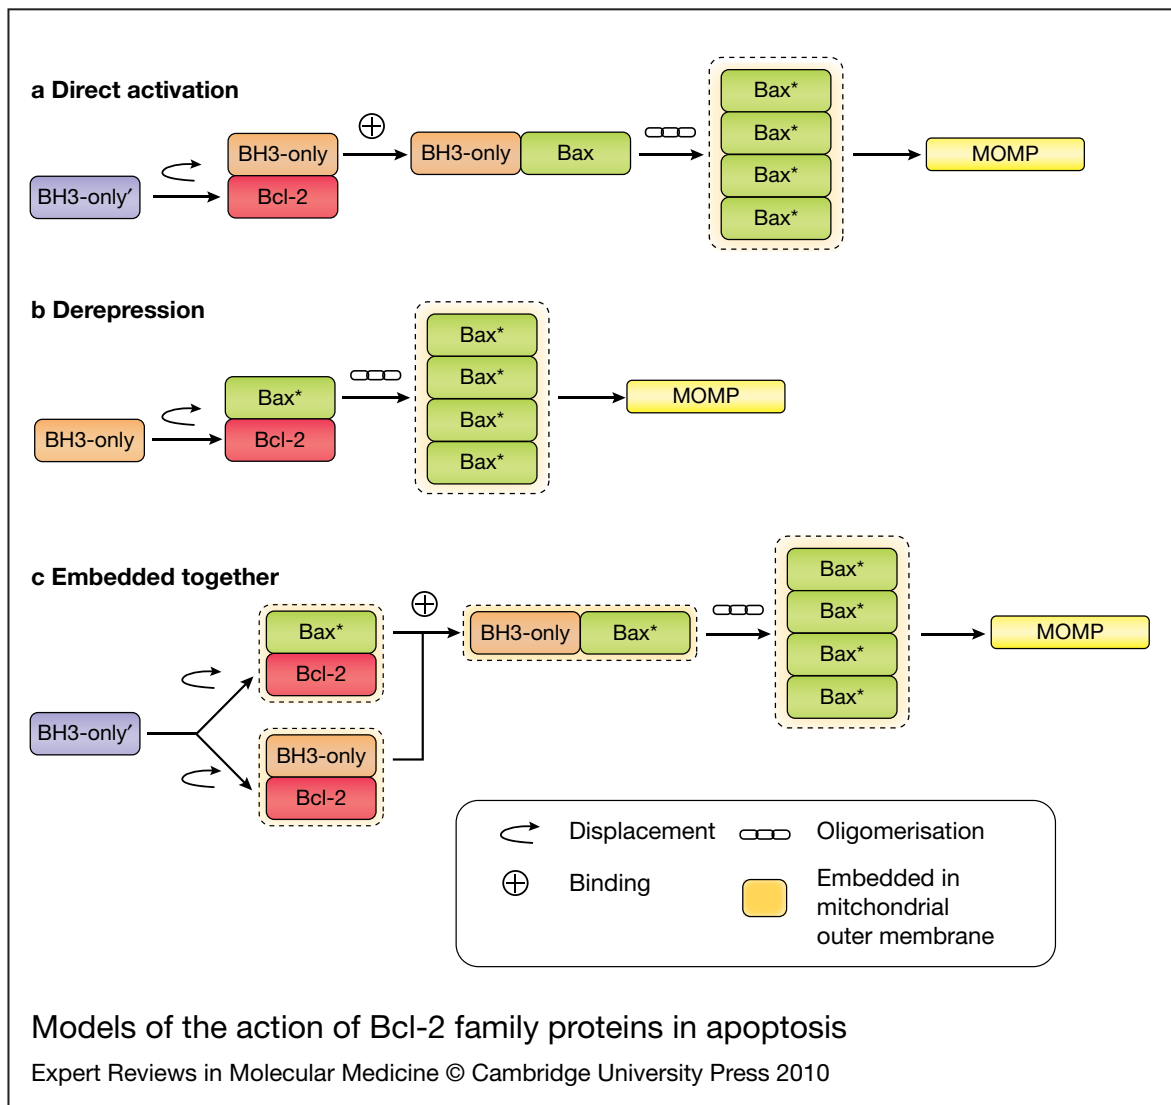 a Direct activation
BH3-only′
BH3-only
Bcl-2
BH3-only
Bax
Bax*
Bax*
Bax*
Bax*
MOMP
b Derepression
BH3-only
Bax*
Bcl-2
Bax*
Bax*
Bax*
Bax*
MOMP
c Embedded together
BH3-only′
Bax*
Bcl-2
BH3-only
Bcl-2
BH3-only
Bax*
Bax*
Bax*
Bax*
Bax*
MOMP
Displacement
Oligomerisation
Binding
Embedded in
mitchondrial
outer membrane
Models of the action of Bcl-2 family proteins in apoptosis
Expert Reviews in Molecular Medicine © Cambridge University Press 2010